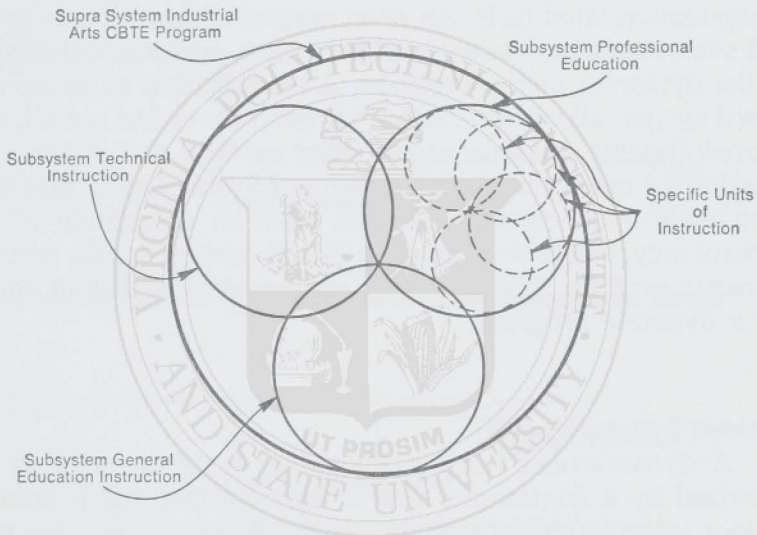 Supra System Industrial
Arts CBTE Program
Subsystem Professional
Education
Subsystem Technical
Instruction
Specific Units
of
Instruction
Subsystem General
Education Instruction
VIRGINIA POLYTECHNIC INSTITUTE
AND STATE UNIVERSITY
UT PROSIM